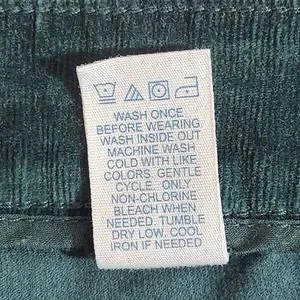 WASH ONCE
BEFORE WEARING.
WASH INSIDE OUT
MACHINE WASH
COLD WITH LIKE
COLORS. GENTLE
CYCLE. ONLY
NON-CHLORINE
BLEACH WHEN
NEEDED. TUMBLE
DRY LOW. COOL
IRON IF NEEDED